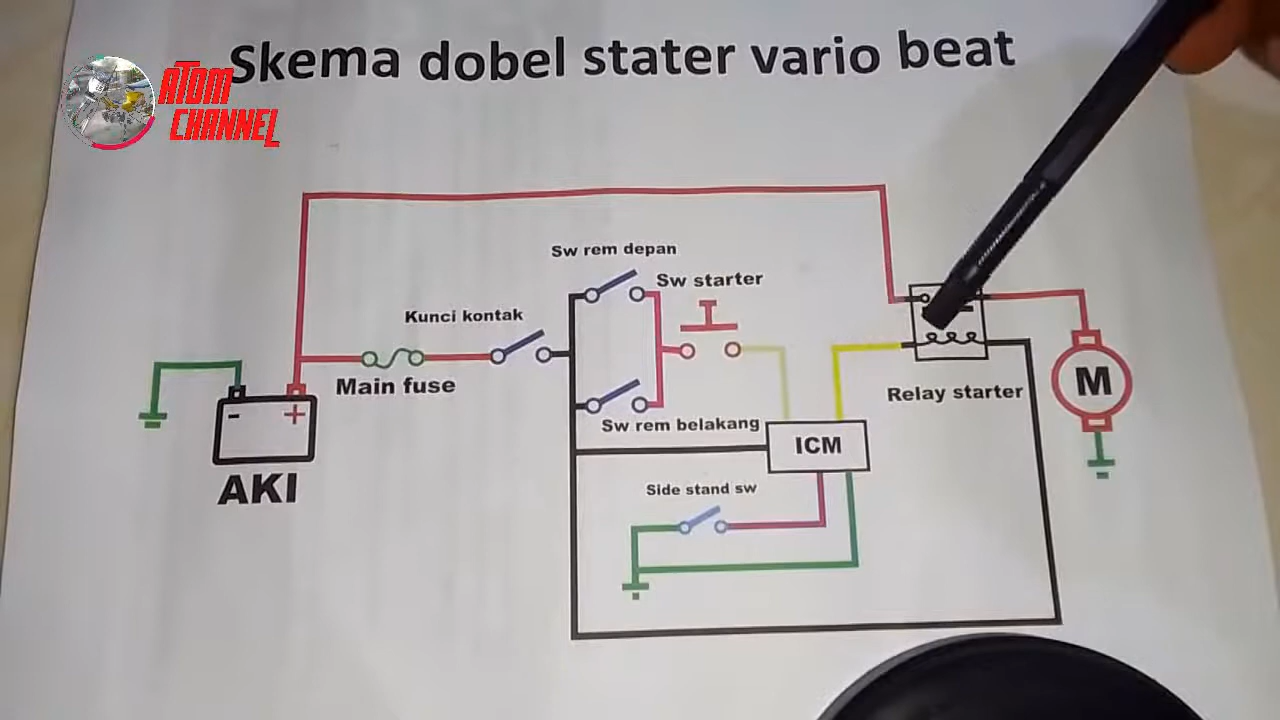 Skema dobel stater vario beat
ATOM
CHANNEL
Sw rem depan
Sw starter
Kunci kontak
Main fuse
Relay starter
M
- +
Sw rem belakang
ICM
AKI
Side stand sw